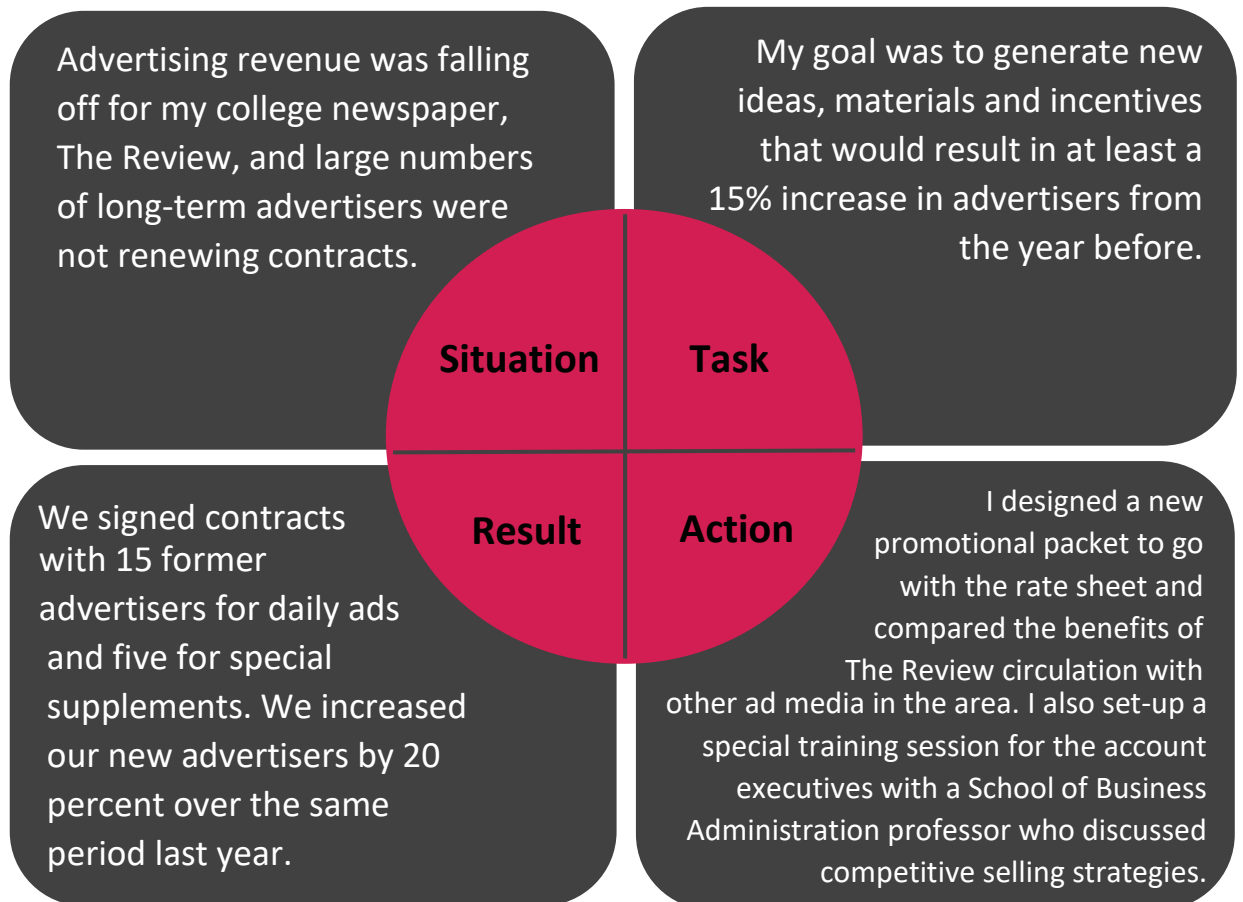 Advertising revenue was falling
off for my college newspaper,
The Review, and large numbers
of long-term advertisers were
not renewing contracts.
My goal was to generate new
ideas, materials and incentives
that would result in at least a
15% increase in advertisers from
the year before.
Situation
Task
Result
Action
We signed contracts
with 15 former
advertisers for daily ads
and five for special
supplements. We increased
our new advertisers by 20
percent over the same
period last year.
I designed a new
promotional packet to go
with the rate sheet and
compared the benefits of
The Review circulation with
other ad media in the area. I also set-up a
special training session for the account
executives with a School of Business
Administration professor who discussed
competitive selling strategies.